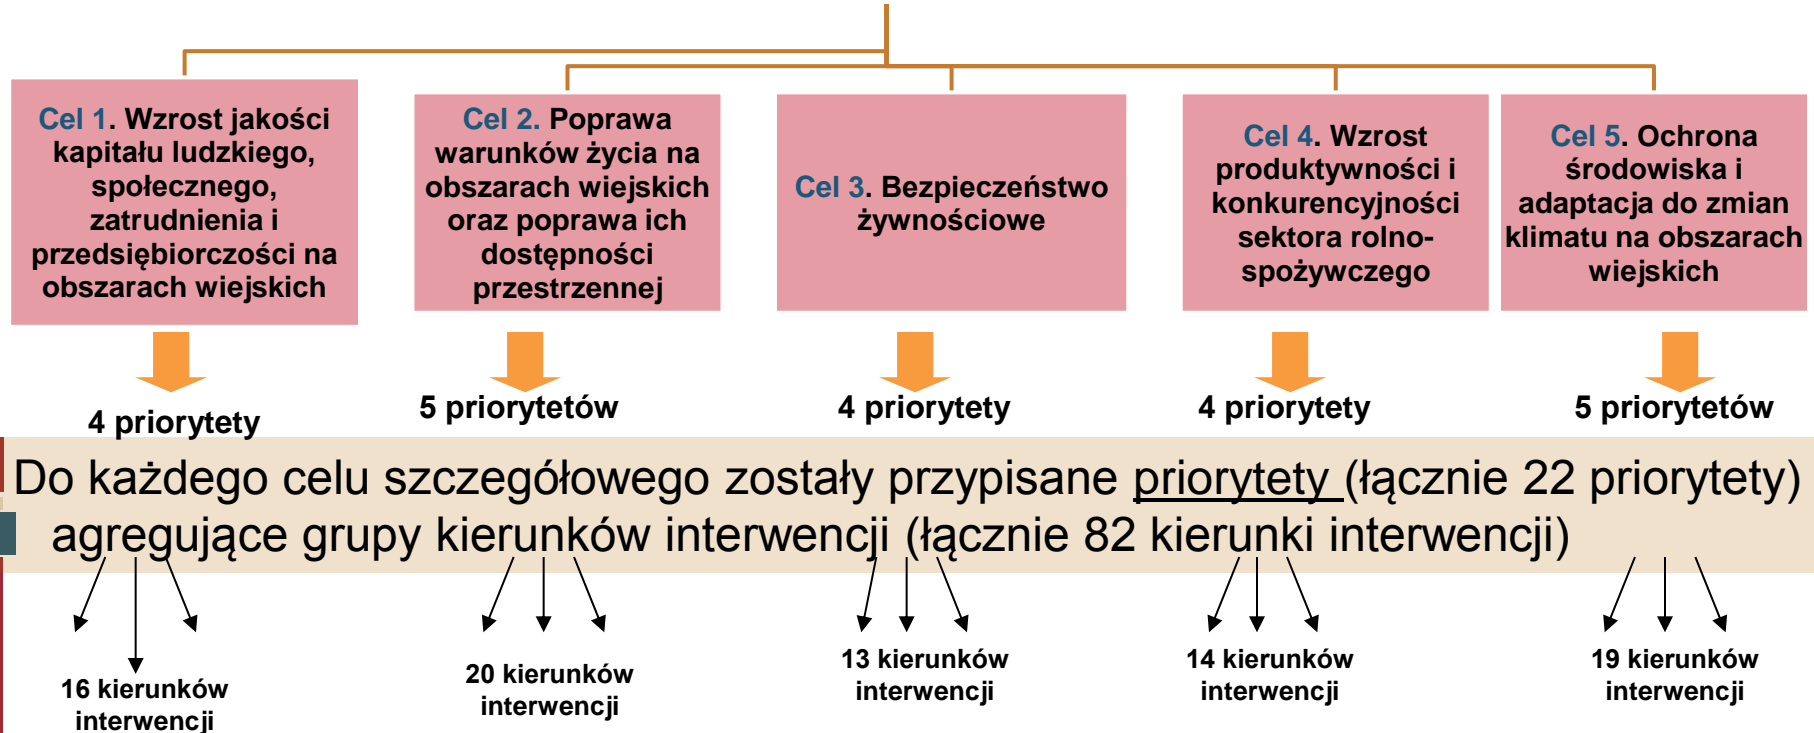 Cel 1. Wzrost jakości
kapitału ludzkiego,
społecznego,
zatrudnienia i
przedsiębiorczości na
obszarach wiejskich
Cel 2. Poprawa
warunków życia na
obszarach wiejskich
oraz poprawa ich
dostępności
przestrzennej
Cel 3. Bezpieczeństwo
żywnościowe
Cel 4. Wzrost
produktywności i
konkurencyjności
sektora rolno-
spożywczego
Cel 5. Ochrona
środowiska i
adaptacja do zmian
klimatu na obszarach
wiejskich
4 priorytety
5 priorytetów
4 priorytety
4 priorytety
5 priorytetów
Do każdego celu szczegółowego zostały przypisane priorytety (łącznie 22 priorytety)
agregujące grupy kierunków interwencji (łącznie 82 kierunki interwencji)
16 kierunków
interwencji
20 kierunków
interwencji
13 kierunków
interwencji
14 kierunków
interwencji
19 kierunków
interwencji